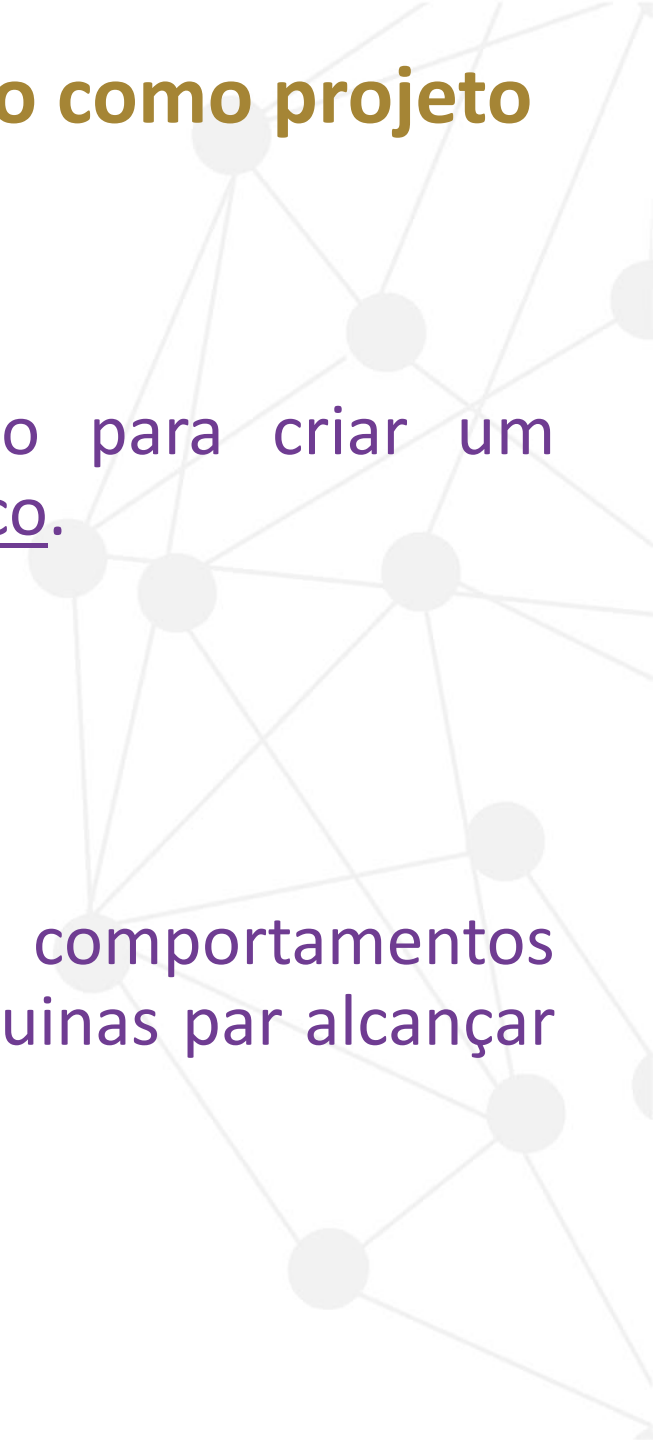 o como projeto
o para criar um
co.
comportamentos
uinas par alcançar